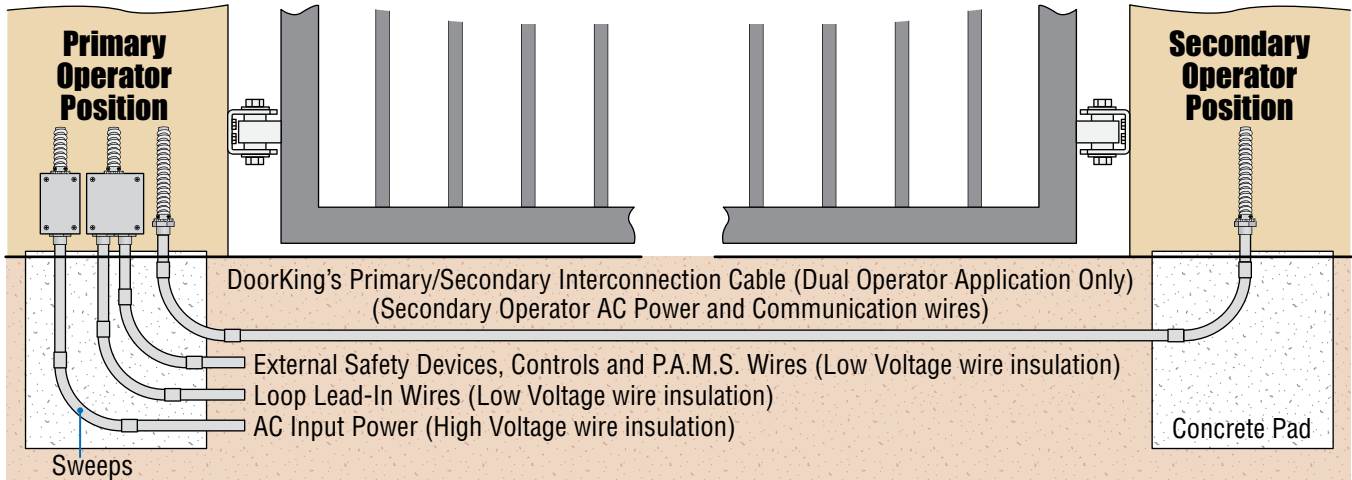 Primary
Operator
Position
Secondary
Operator
Position
DoorKing's Primary/Secondary Interconnection Cable (Dual Operator Application Only)
(Secondary Operator AC Power and Communication wires)
External Safety Devices, Controls and P.A.M.S. Wires (Low Voltage wire insulation)
Loop Lead-In Wires (Low Voltage wire insulation)
AC Input Power (High Voltage wire insulation)
Concrete Pad
Sweeps